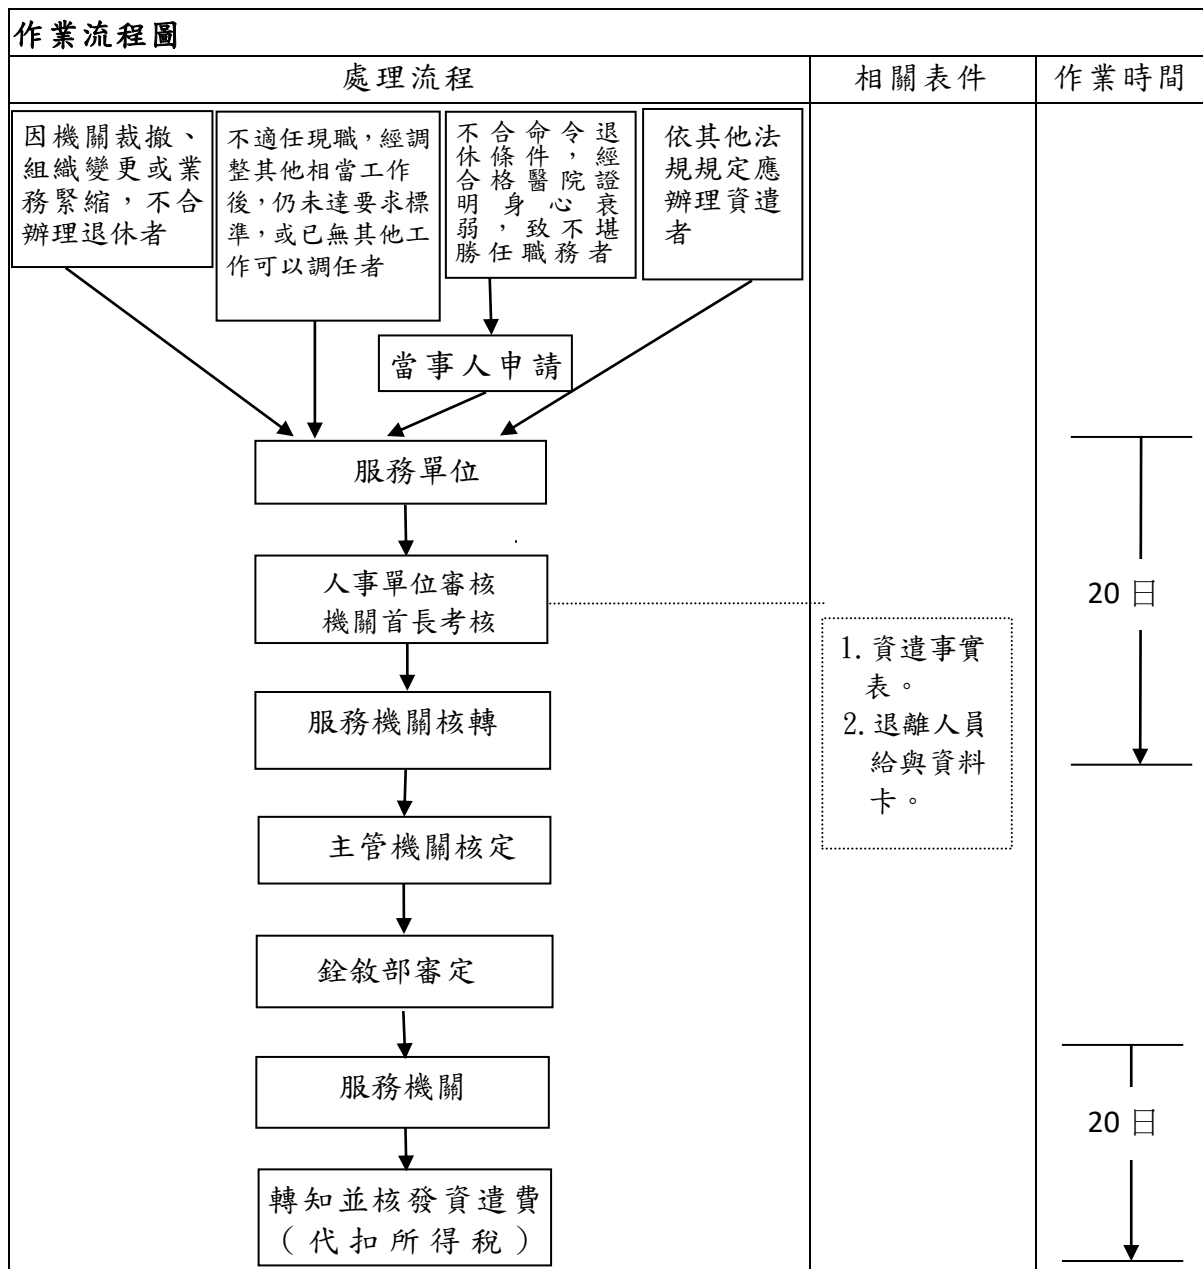 作業流程圖
處理流程
相關表件
作業時間
因機關裁撤、
組織變更或業
務緊縮，不合
辦理退休者
不適任現職，經調
整其他相當工作
後，仍未達要求標
準，或已無其他工
作可以調任者
不合命令退
休條件，經
合格醫院證
明身心衰
弱，致不堪
勝任職務者
依其他法
規規定應
辦理資遣
者
當事人申請
服務單位
人事單位審核
機關首長考核
服務機關核轉
主管機關核定
銓敘部審定
服務機關
轉知並核發資遣費
（代扣所得稅）
1.資遣事實
表。
2.退離人員
給與資料
卡。
20 日
20 日